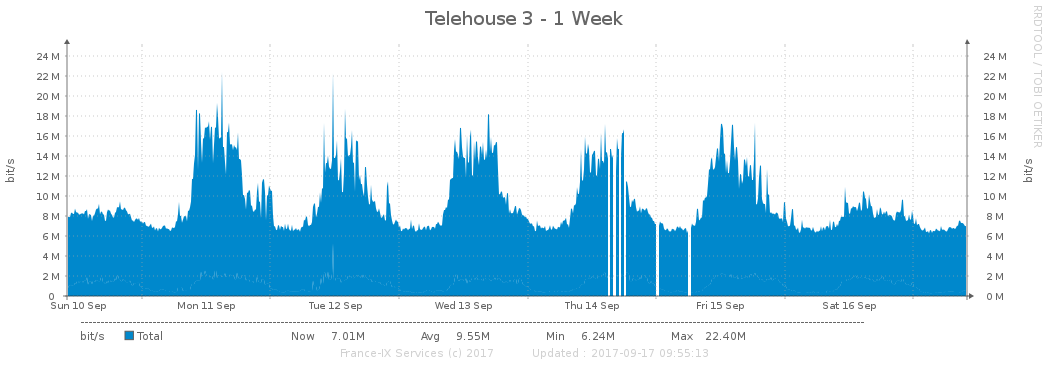 Telehouse 3 - 1 Week
RRDTOOL / TOBI OETIKER
bit/s
24 M
22 M
20 M
18 M
16 M
14 M
12 M
10 M
8 M
6 M
4 M
2 M
0
24 M
22 M
20 M
18 M
16 M
14 M
12 M
10 M
8 M
6 M
4 M
2 M
0 M
bit/s
Sun 10 Sep Mon 11 Sep Tue 12 Sep Wed 13 Sep Thu 14 Sep Fri 15 Sep Sat 16 Sep
bit/s Total Now 7.01M Avg 9.55M Min 6.24M Max 22.40M
France-IX Services (c) 2017 Updated : 2017-09-17 09:55:13